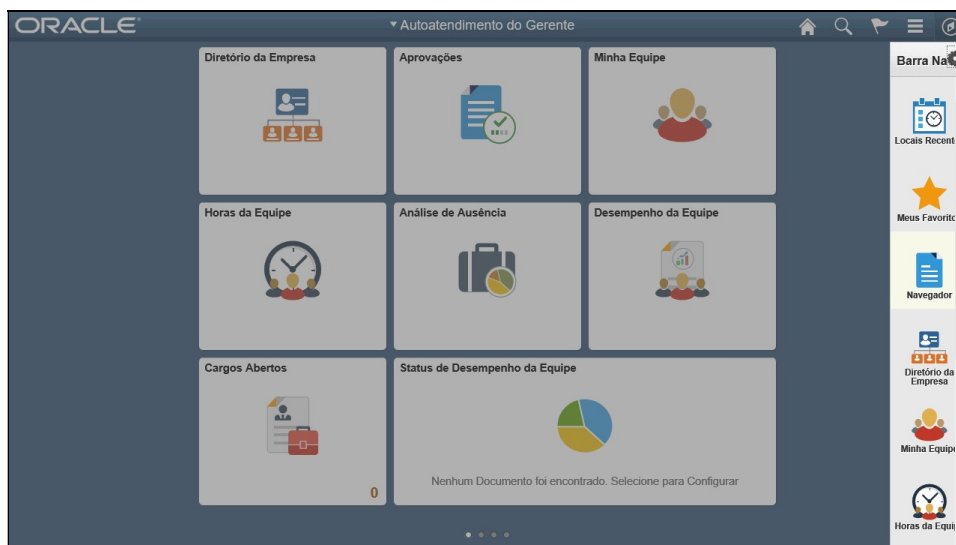 ORACLE
Autoatendimento do Gerente
Barra Na
Diretório da Empresa
Aprovações
Minha Equipe
Locais Recent
Meus Favorito
Horas da Equipe
Análise de Ausência
Desempenho da Equipe
Navegador
Diretório da
Empresa
Cargos Abertos
Status de Desempenho da Equipe
Minha Equipe
Nenhum Documento foi encontrado. Selecione para Configurar
0
Horas da Equi